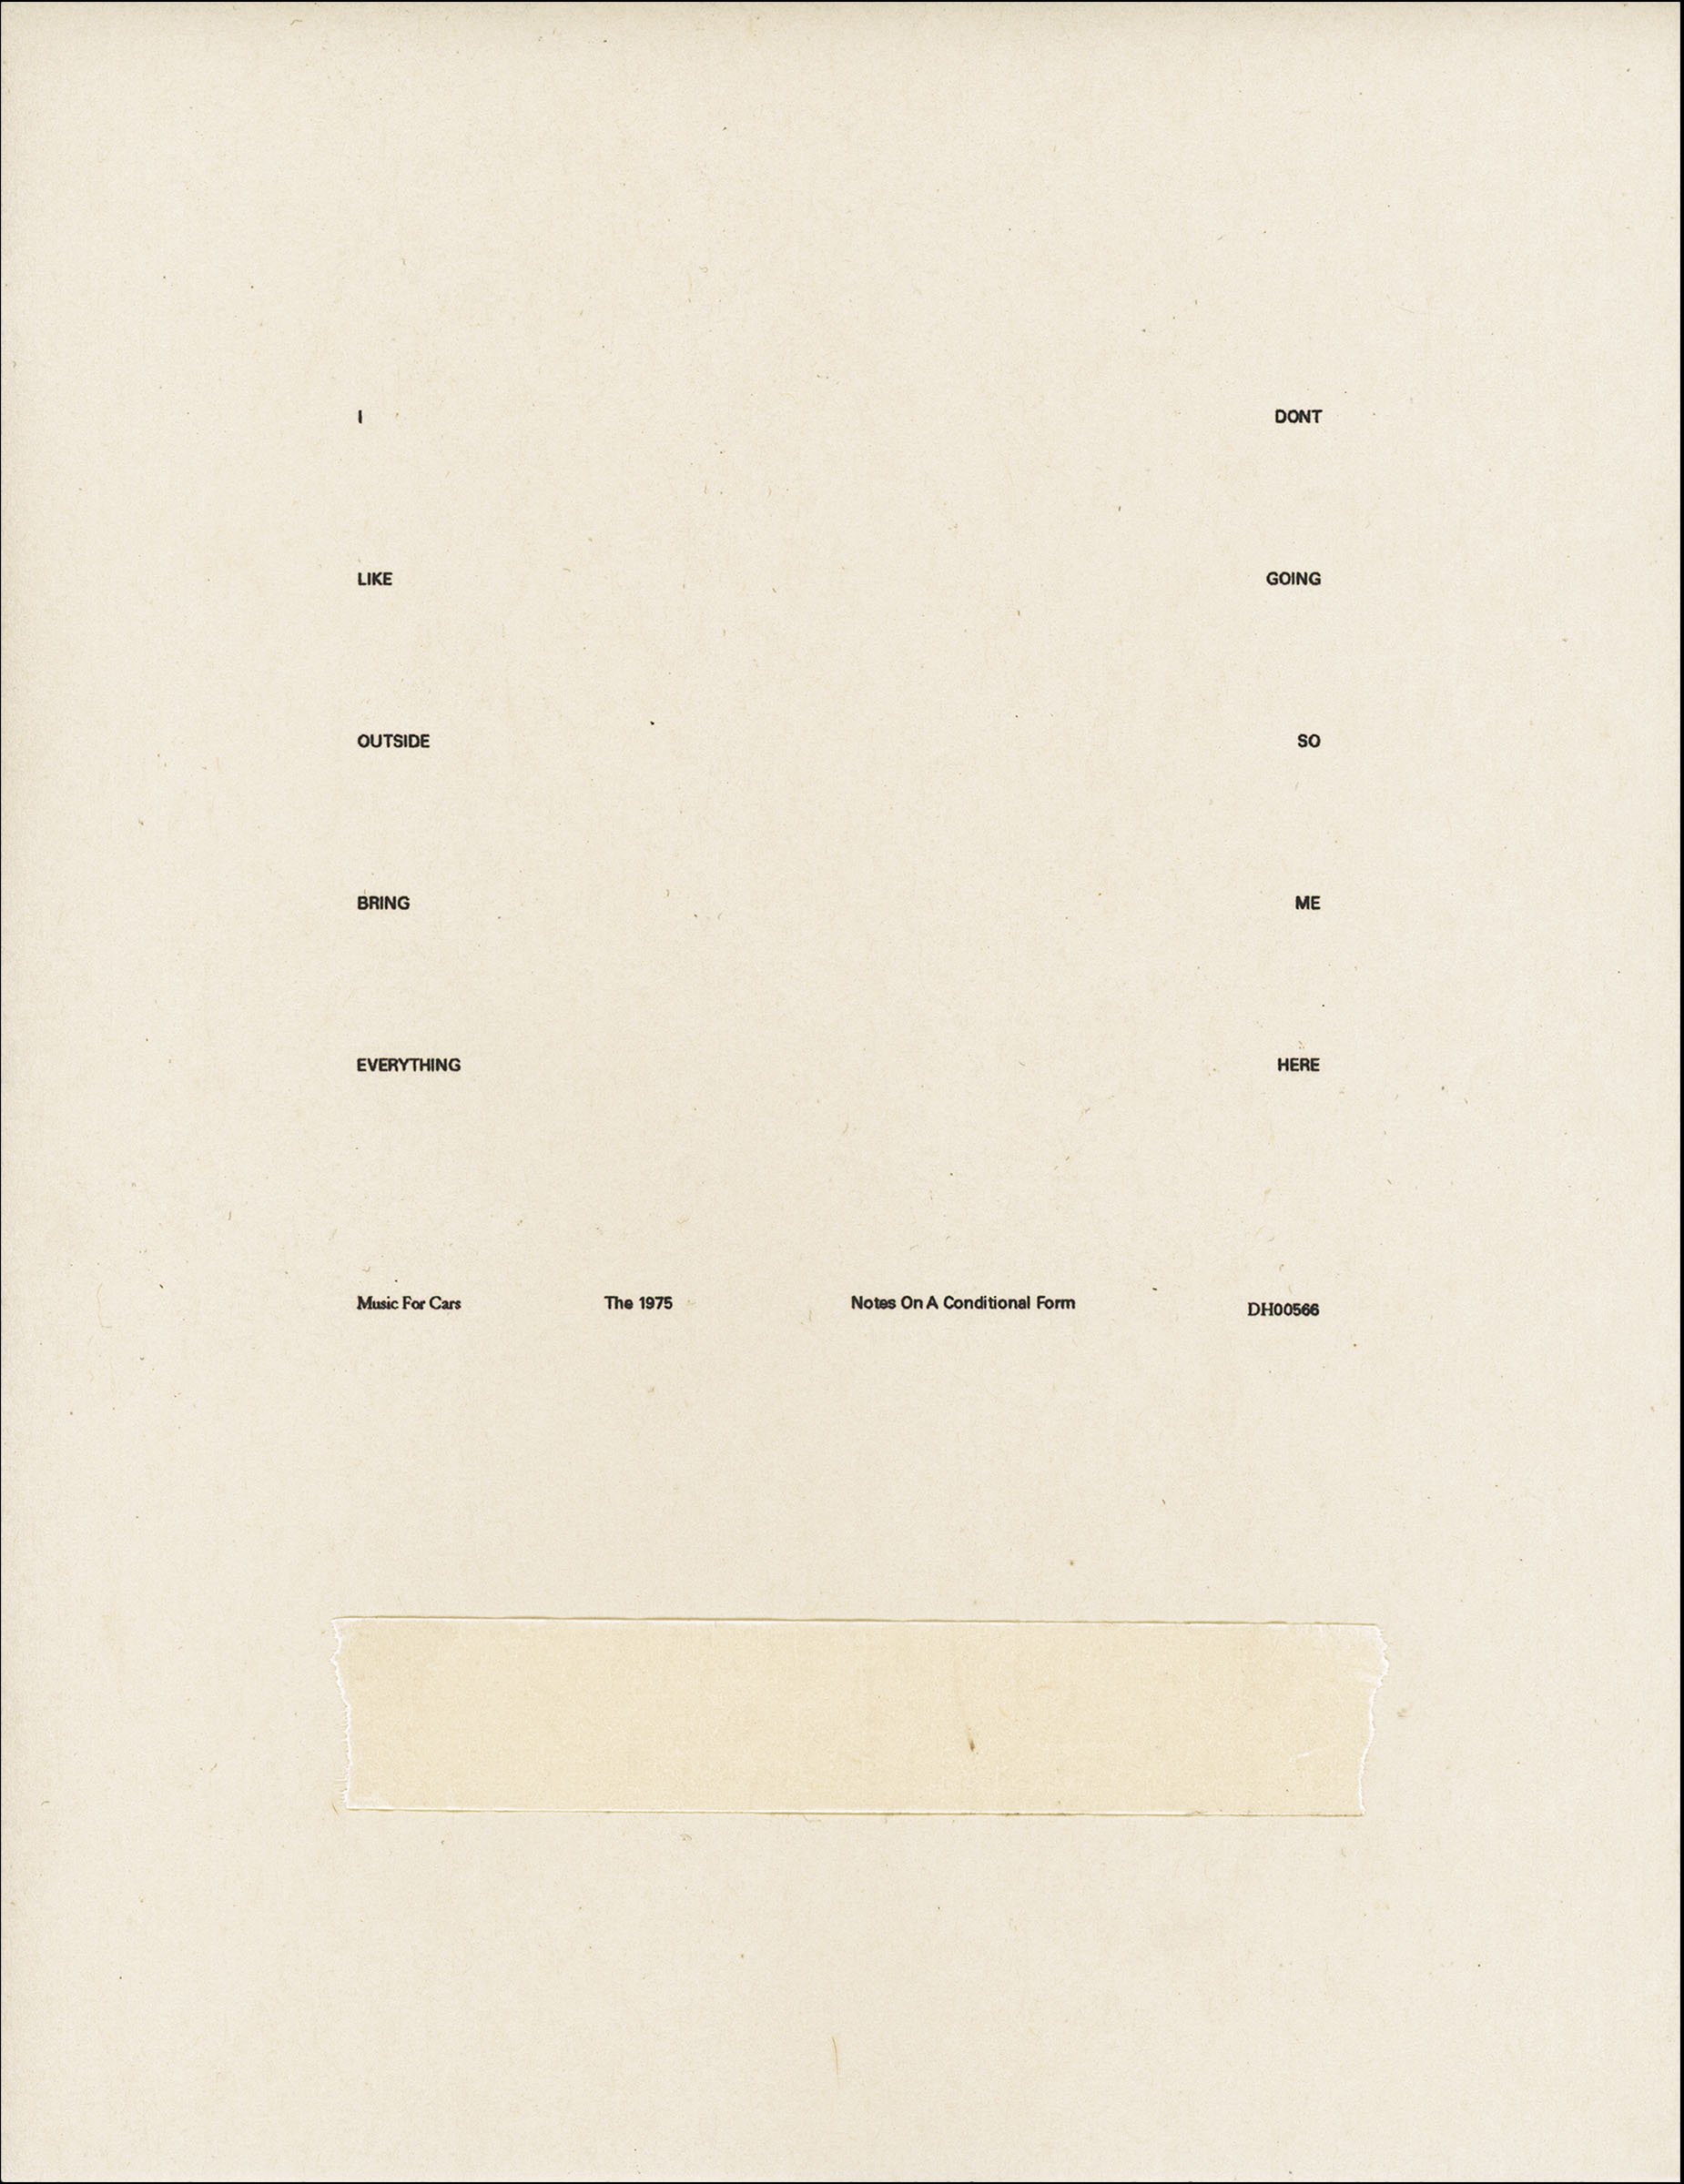 I DONT
LIKE GOING
OUTSIDE SO
BRING ME
EVERYTHING HERE
Music For Cars The 1975 Notes On A Conditional Form DH00566